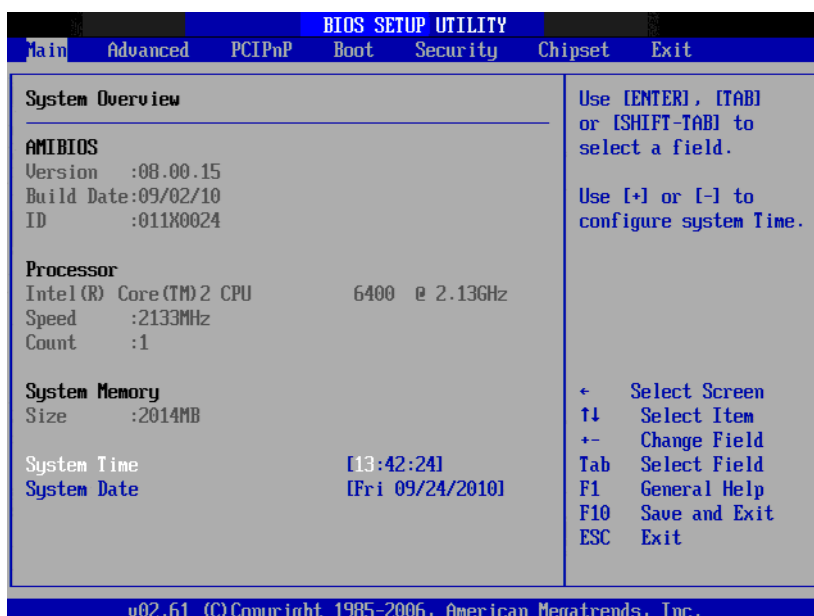 BIOS SETUP UTILITY
Main Advanced PCIPnP Boot Security Chipset Exit
System Overview
AMIBIOS
Version :08.00.15
Build Date:09/02/10
ID :011X0024
Processor
Intel(R) Core(TM)2 CPU 6400 @ 2.13GHz
Speed :2133MHz
Count :1
System Memory
Size :2014MB
System Time [13:42:24]
System Date [Fri 09/24/2010]
Use [ENTER], [TAB]
or [SHIFT-TAB] to
select a field.
Use [+] or [-] to
configure system Time.
← Select Screen
↑↓ Select Item
+- Change Field
Tab Select Field
F1 General Help
F10 Save and Exit
ESC Exit
v02.61 (C)Copyright 1985-2006, American Megatrends, Inc.